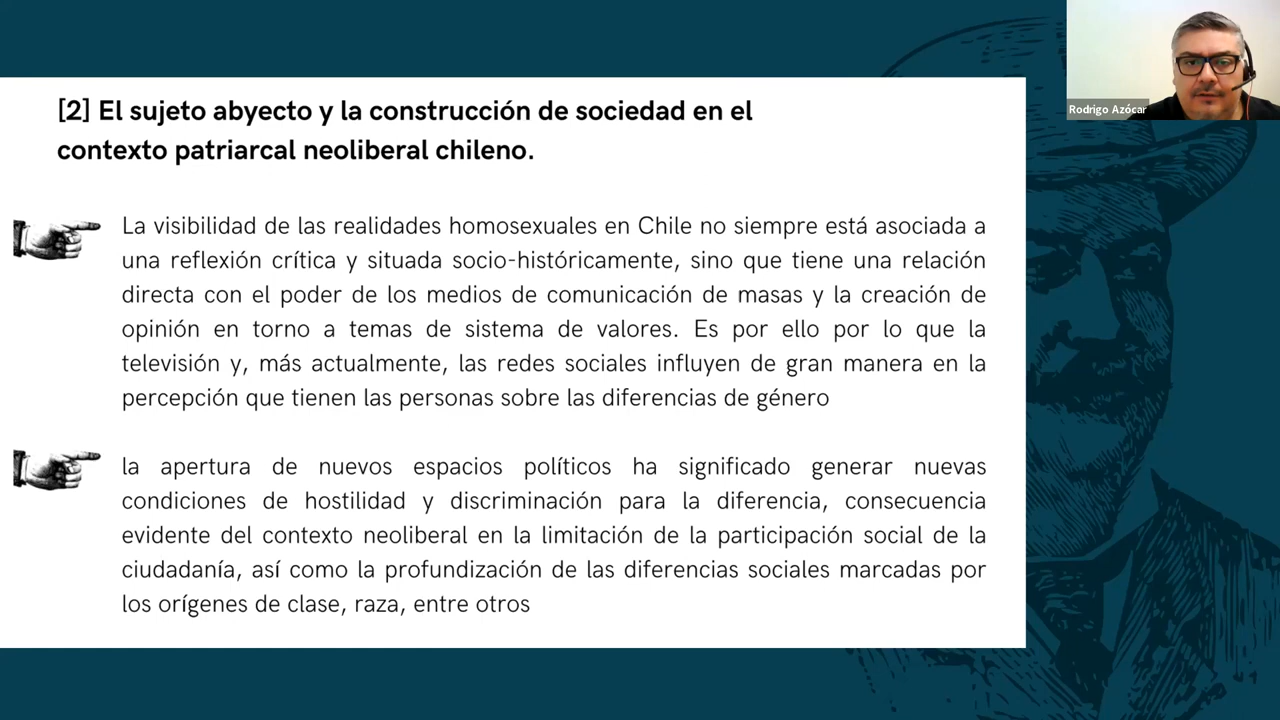 Rodrigo Azócar
[2] El sujeto abyecto y la construcción de sociedad en el
contexto patriarcal neoliberal chileno.
La visibilidad de las realidades homosexuales en Chile no siempre está asociada a
una reflexión crítica y situada socio-históricamente, sino que tiene una relación
directa con el poder de los medios de comunicación de masas y la creación de
opinión en torno a temas de sistema de valores. Es por ello por lo que la
televisión y, más actualmente, las redes sociales influyen de gran manera en la
percepción que tienen las personas sobre las diferencias de género
la apertura de nuevos espacios políticos ha significado generar nuevas
condiciones de hostilidad y discriminación para la diferencia, consecuencia
evidente del contexto neoliberal en la limitación de la participación social de la
ciudadanía, así como la profundización de las diferencias sociales marcadas por
los orígenes de clase, raza, entre otros